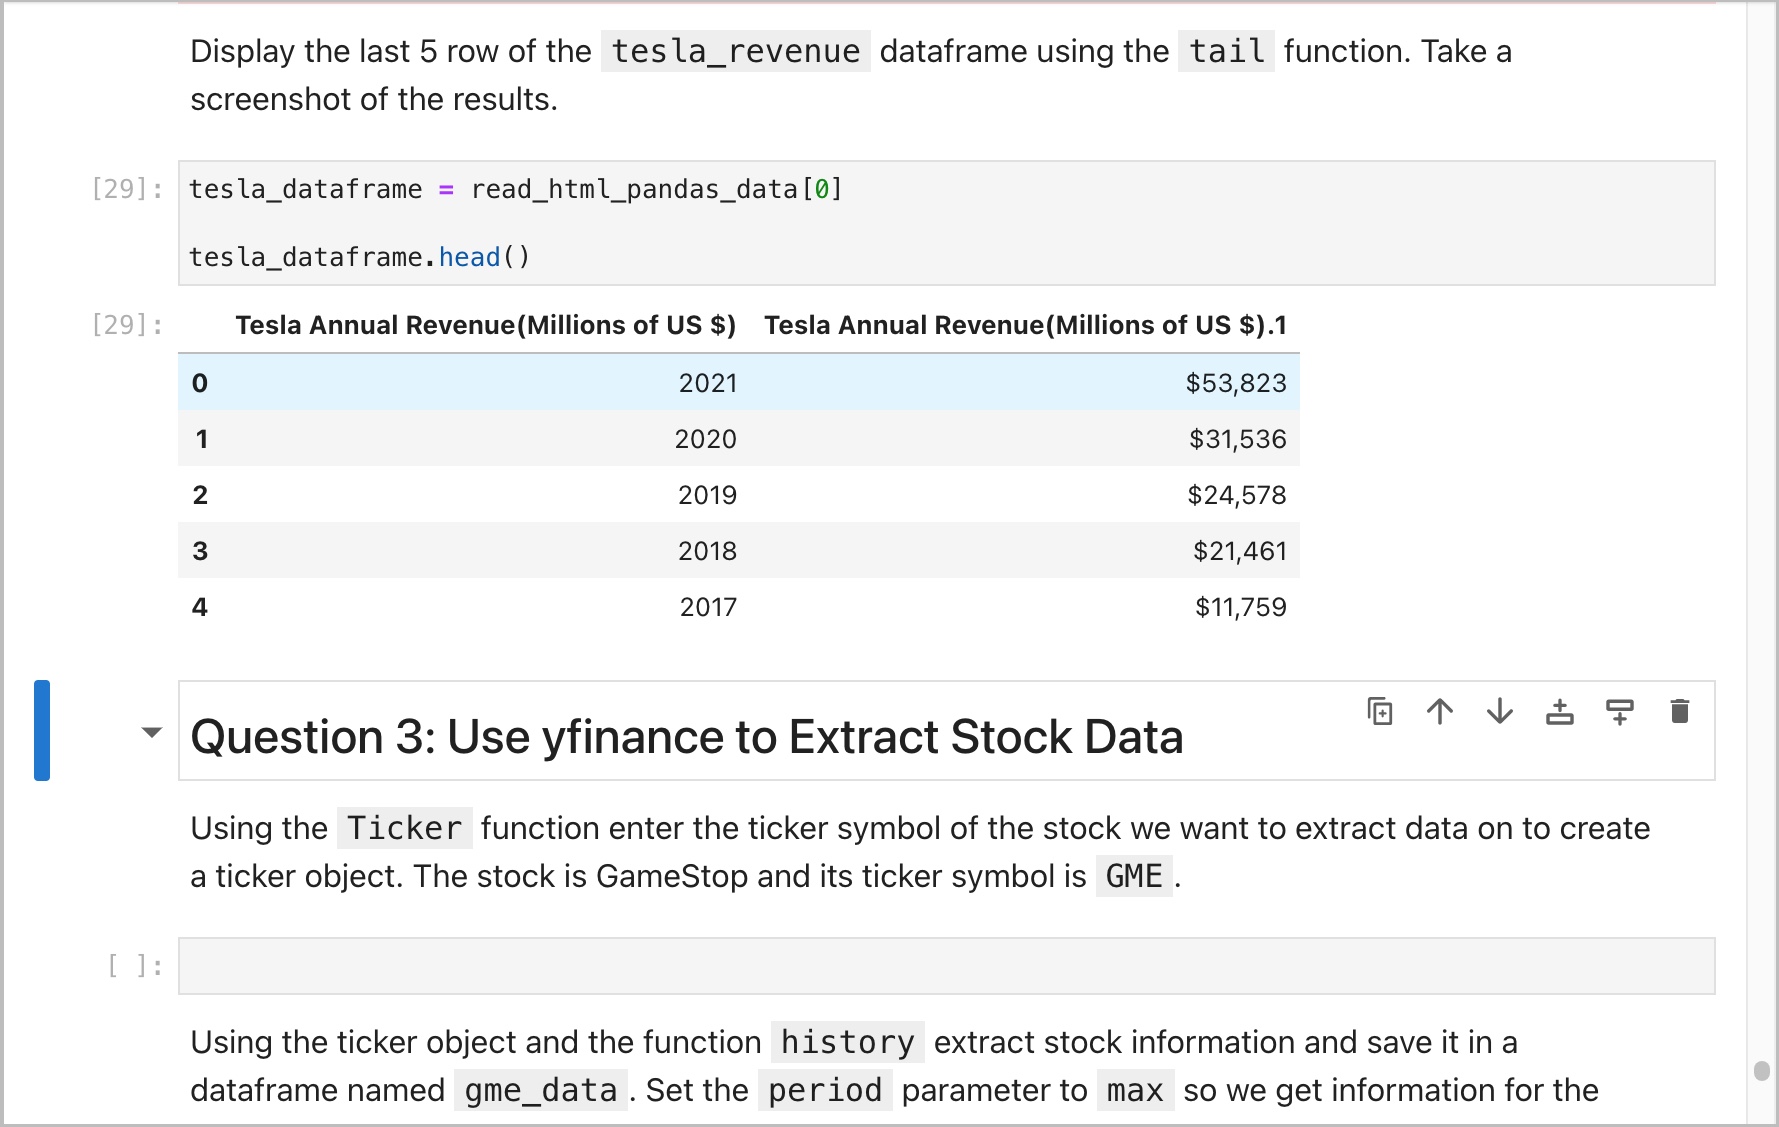 Display the last 5 row of the tesla_revenue dataframe using the tail function. Take a
screenshot of the results.
[29]: tesla_dataframe = read_html_pandas_data[0]
tesla_dataframe.head()
[29]: Tesla Annual Revenue(Millions of US $) Tesla Annual Revenue(Millions of US $).1
0 2021 $53,823
1 2020 $31,536
2 2019 $24,578
3 2018 $21,461
4 2017 $11,759
Question 3: Use yfinance to Extract Stock Data
Using the Ticker function enter the ticker symbol of the stock we want to extract data on to create
a ticker object. The stock is GameStop and its ticker symbol is GME .
[ ]:
Using the ticker object and the function history extract stock information and save it in a
dataframe named gme_data . Set the period parameter to max so we get information for the